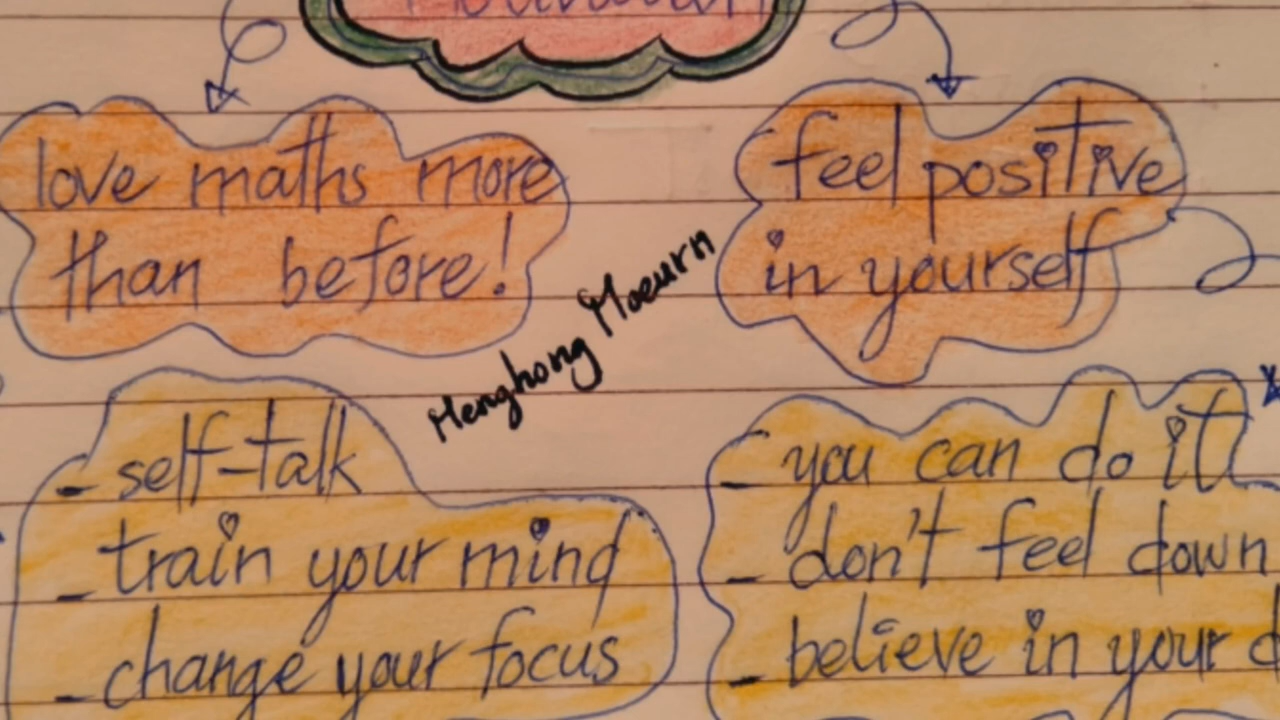 love maths more
than before!
feel positive
in yourself
Menghong Moeurn
- self-talk
- train your mind
- change your focus
- you can do it
- don't feel down
- believe in your